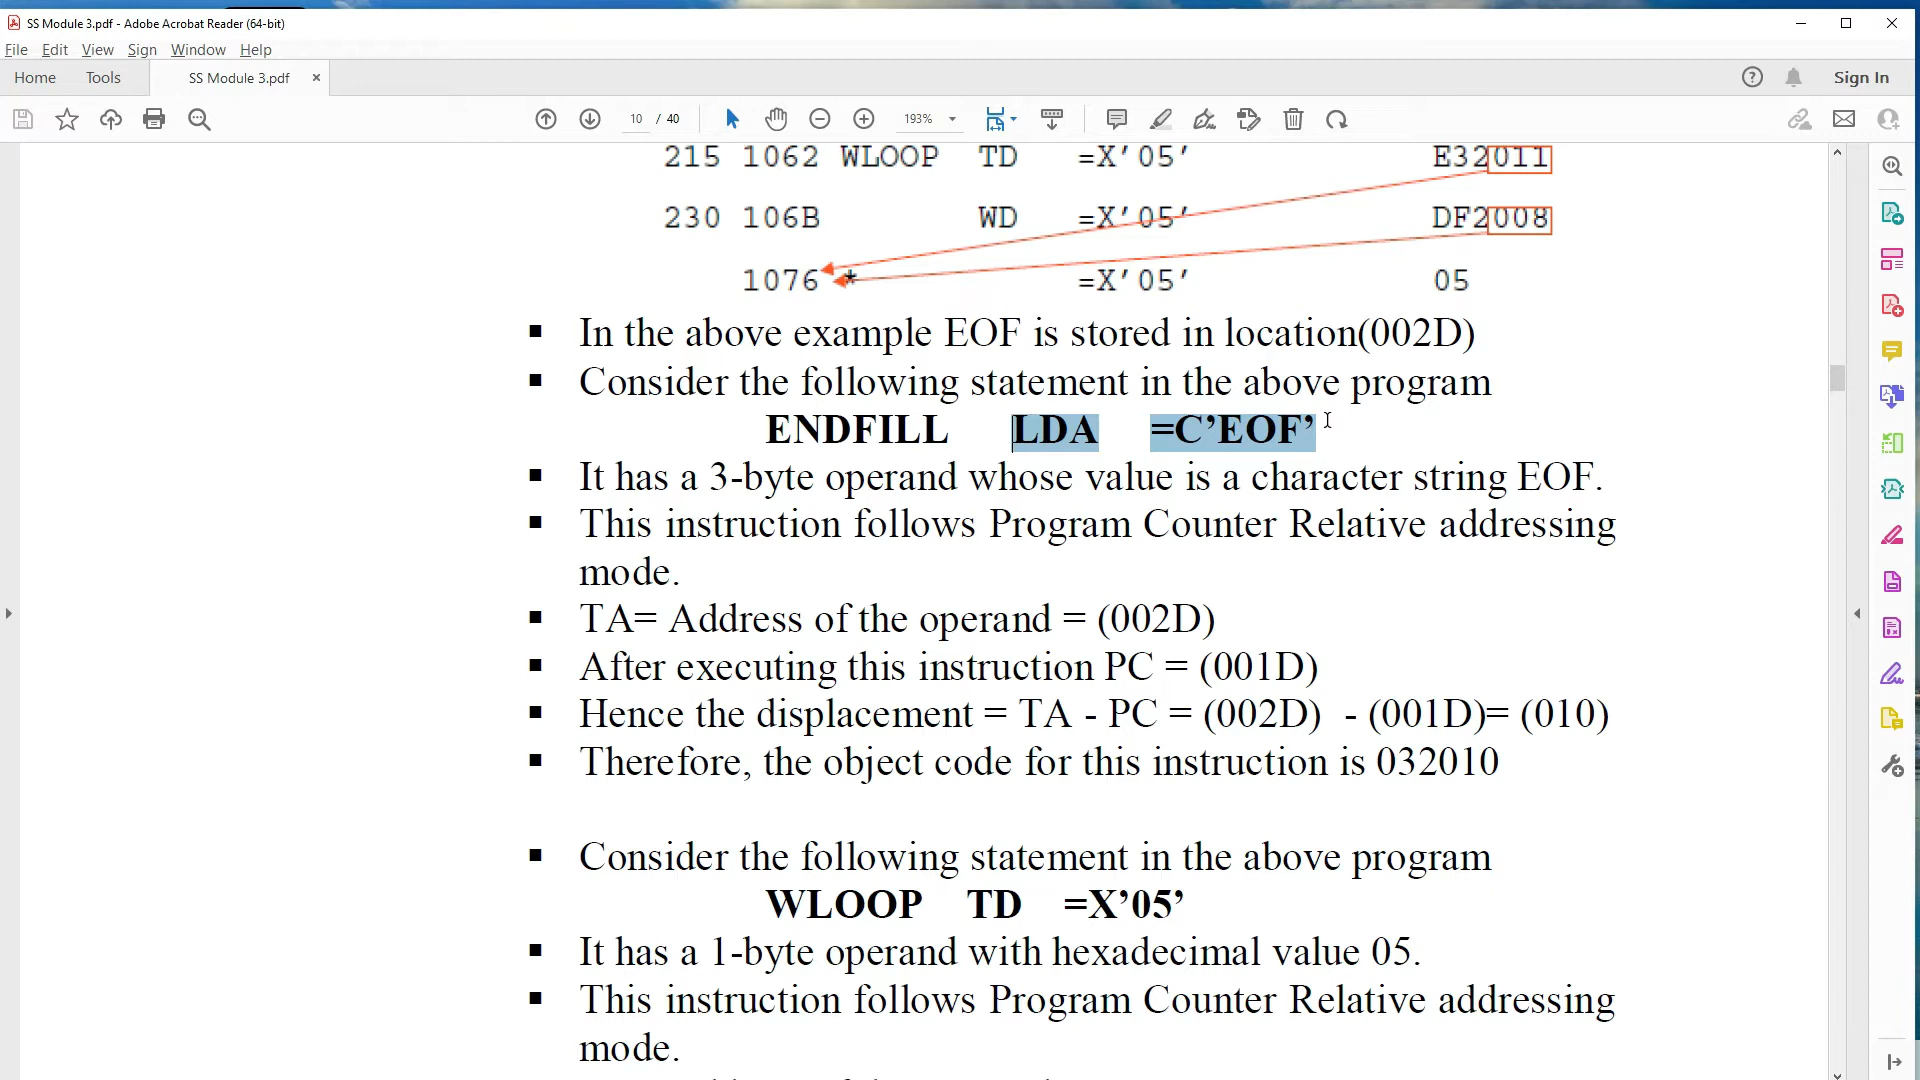 SS Module 3.pdf - Adobe Acrobat Reader (64-bit)
File Edit View Sign Window Help
Home Tools SS Module 3.pdf × Sign In
10 / 40 193%
215 1062 WLOOP TD =X’05’ E32011
230 106B WD =X’05’ DF2008
1076 * =X’05’ 05
▪ In the above example EOF is stored in location(002D)
▪ Consider the following statement in the above program
ENDFILL LDA =C’EOF’
▪ It has a 3-byte operand whose value is a character string EOF.
▪ This instruction follows Program Counter Relative addressing
mode.
▪ TA= Address of the operand = (002D)
▪ After executing this instruction PC = (001D)
▪ Hence the displacement = TA - PC = (002D) - (001D)= (010)
▪ Therefore, the object code for this instruction is 032010
▪ Consider the following statement in the above program
WLOOP TD =X’05’
▪ It has a 1-byte operand with hexadecimal value 05.
▪ This instruction follows Program Counter Relative addressing
mode.